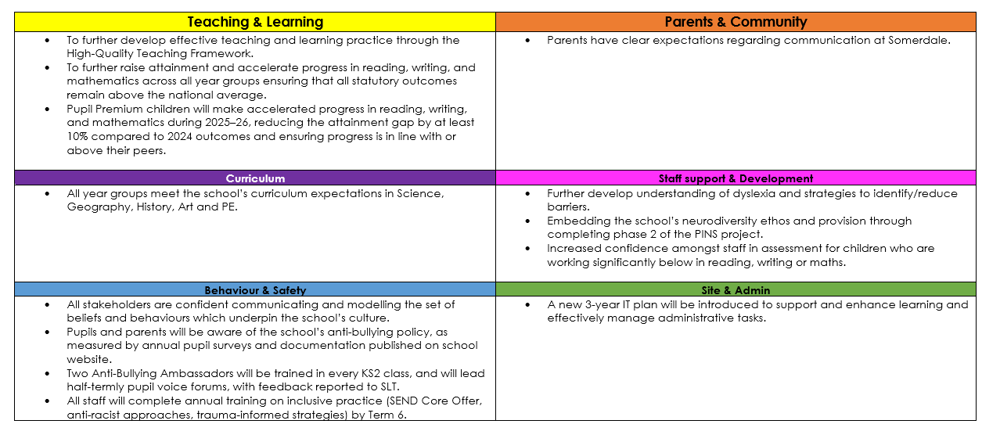 Teaching & Learning
• To further develop effective teaching and learning practice through the
High-Quality Teaching Framework.
• To further raise attainment and accelerate progress in reading, writing, and
mathematics across all year groups ensuring that all statutory outcomes
remain above the national average.
• Pupil Premium children will make accelerated progress in reading, writing,
and mathematics during 2025–26, reducing the attainment gap by at least
10% compared to 2024 outcomes and ensuring progress is in line with or
above their peers.
Parents & Community
• Parents have clear expectations regarding communication at Somerdale.
Curriculum
• All year groups meet the school’s curriculum expectations in Science,
Geography, History, Art and PE.
Staff support & Development
• Further develop understanding of dyslexia and strategies to identify/reduce
barriers.
• Embedding the school’s neurodiversity ethos and provision through
completing phase 2 of the PINS project.
• Increased confidence amongst staff in assessment for children who are
working significantly below in reading, writing or maths.
Behaviour & Safety
• All stakeholders are confident communicating and modelling the set of
beliefs and behaviours which underpin the school’s culture.
• Pupils and parents will be aware of the school’s anti-bullying policy, as
measured by annual pupil surveys and documentation published on school
website.
• Two Anti-Bullying Ambassadors will be trained in every KS2 class, and will lead
half-termly pupil voice forums, with feedback reported to SLT.
• All staff will complete annual training on inclusive practice (SEND Core Offer,
anti-racist approaches, trauma-informed strategies) by Term 6.
Site & Admin
• A new 3-year IT plan will be introduced to support and enhance learning and
effectively manage administrative tasks.